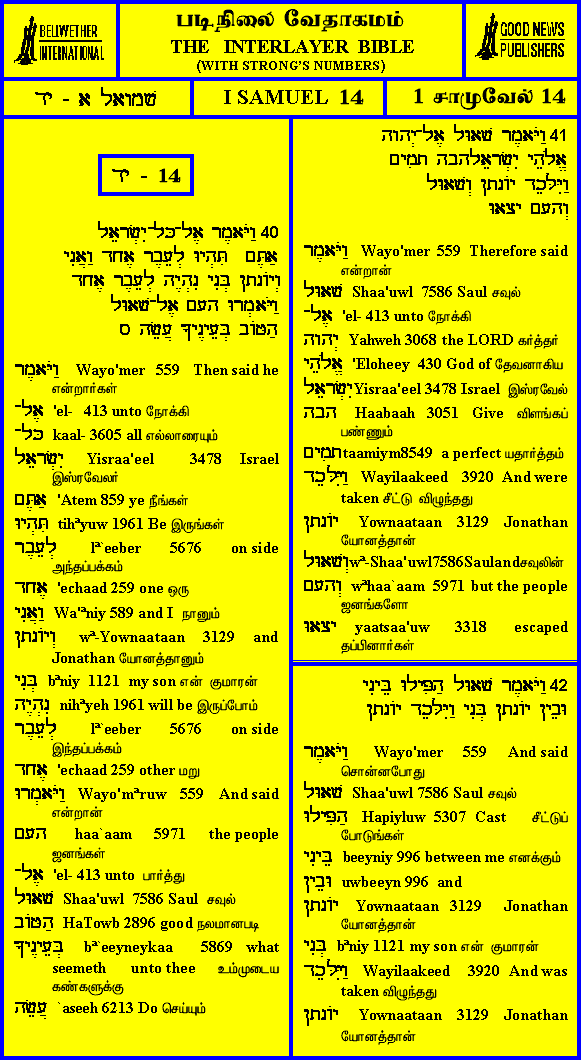 BELLWETHER
INTERNATIONAL
படிநிலை வேதாகமம்
THE INTERLAYER BIBLE
(WITH STRONG'S NUMBERS)
GOOD NEWS
PUBLISHERS
שמואל א - יד
I SAMUEL 14
1 சாமுவேல் 14
14 - יד
40 וַיֹּאמֶר אֶל־כָּל־יִשְׂרָאֵל
אַתֶּם תִּהְיוּ לְעֵבֶר אֶחָד וַאֲנִי
וְיוֹנָתָן בְּנִי נִהְיֶה לְעֵבֶר אֶחָד
וַיֹּאמְרוּ הָעָם אֶל־שָׁאוּל
הַטּוֹב בְּעֵינֶיךָ עֲשֵׂה ס
וַיֹּאמֶר Wayo'mer 559 Then said he
என்றார்கள்
אֶל־ 'el- 413 unto நோக்கி
כָּל־ kaal- 3605 all எல்லாரையும்
יִשְׂרָאֵל Yisraa'eel 3478 Israel
இஸ்ரவேலர்
אַתֶּם 'Atem 859 ye நீங்கள்
תִּהְיוּ tihªyuw 1961 Be இருங்கள்
לְעֵבֶר lª`eeber 5676 on side
அந்தப்பக்கம்
אֶחָד 'echaad 259 one ஒரு
וַאֲנִי Wa'ªniy 589 and I நானும்
וְיוֹנָתָן wª-Yownaataan 3129 and
Jonathan யோனத்தானும்
בְּנִי bªniy 1121 my son என் குமாரன்
נִהְיֶה nihªyeh 1961 will be இருப்போம்
לְעֵבֶר lª`eeber 5676 on side
இந்தப்பக்கம்
אֶחָד 'echaad 259 other மறு
וַיֹּאמְרוּ Wayo'mªruw 559 And said
என்றான்
הָעָם haa`aam 5971 the people
ஜனங்கள்
אֶל־ 'el- 413 unto பார்த்து
שָׁאוּל Shaa'uwl 7586 Saul சவுல்
הַטּוֹב HaTowb 2896 good நலமானபடி
בְּעֵינֶיךָ bª`eeyneykaa 5869 what
seemeth unto thee உம்முடைய
கண்களுக்கு
עֲשֵׂה `aseeh 6213 Do செய்யும்
41 וַיֹּאמֶר שָׁאוּל אֶל־יְהוָה
אֱלֹהֵי יִשְׂרָאֵל הָבָה תָמִים
וַיִּלָּכֵד יוֹנָתָן וְשָׁאוּל
וְהָעָם יָצָאוּ
וַיֹּאמֶר Wayo'mer 559 Therefore said
என்றான்
שָׁאוּל Shaa'uwl 7586 Saul சவுல்
אֶל־ 'el- 413 unto நோக்கி
יְהוָה Yahweh 3068 the LORD கர்த்தர்
אֱלֹהֵי 'Eloheey 430 God of தேவனாகிய
יִשְׂרָאֵל Yisraa'eel 3478 Israel இஸ்ரவேல்
הָבָה Haabaah 3051 Give விளங்கப்
பண்ணும்
תָמִים taamiym8549 a perfect யதார்த்தம்
וַיִּלָּכֵד Wayilaakeed 3920 And were
taken சீட்டு விழுந்தது
יוֹנָתָן Yownaataan 3129 Jonathan
யோனத்தான்
וְשָׁאוּל wª-Shaa'uwl7586Sauland சவுலின்
וְהָעָם wªhaa`aam 5971 but the people
ஜனங்களோ
יָצָאוּ yaatsaa'uw 3318 escaped
தப்பினார்கள்
42 וַיֹּאמֶר שָׁאוּל הַפִּילוּ בֵּינִי
וּבֵין יוֹנָתָן בְּנִי וַיִּלָּכֵד יוֹנָתָן
וַיֹּאמֶר Wayo'mer 559 And said
சொன்னபோது
שָׁאוּל Shaa'uwl 7586 Saul சவுல்
הַפִּילוּ Hapiyluw 5307 Cast சீட்டுப்
போடுங்கள்
בֵּינִי beeyniy 996 between me எனக்கும்
וּבֵין uwbeeyn 996 and
יוֹנָתָן Yownaataan 3129 Jonathan
யோனத்தான்
בְּנִי bªniy 1121 my son என் குமாரன்
וַיִּלָּכֵד Wayilaakeed 3920 And was
taken விழுந்தது
יוֹנָתָן Yownaataan 3129 Jonathan
யோனத்தான்